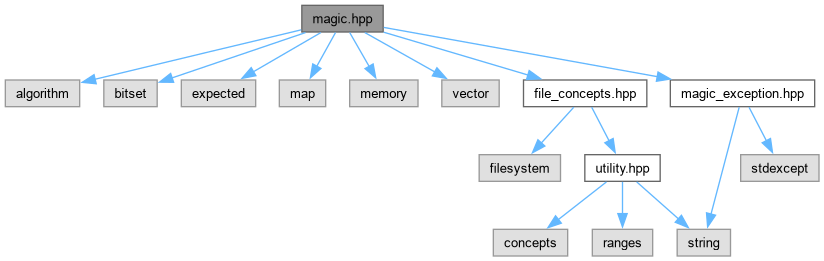 magic.hpp
algorithm
bitset
expected
map
memory
vector
file_concepts.hpp
magic_exception.hpp
filesystem
utility.hpp
stdexcept
concepts
ranges
string